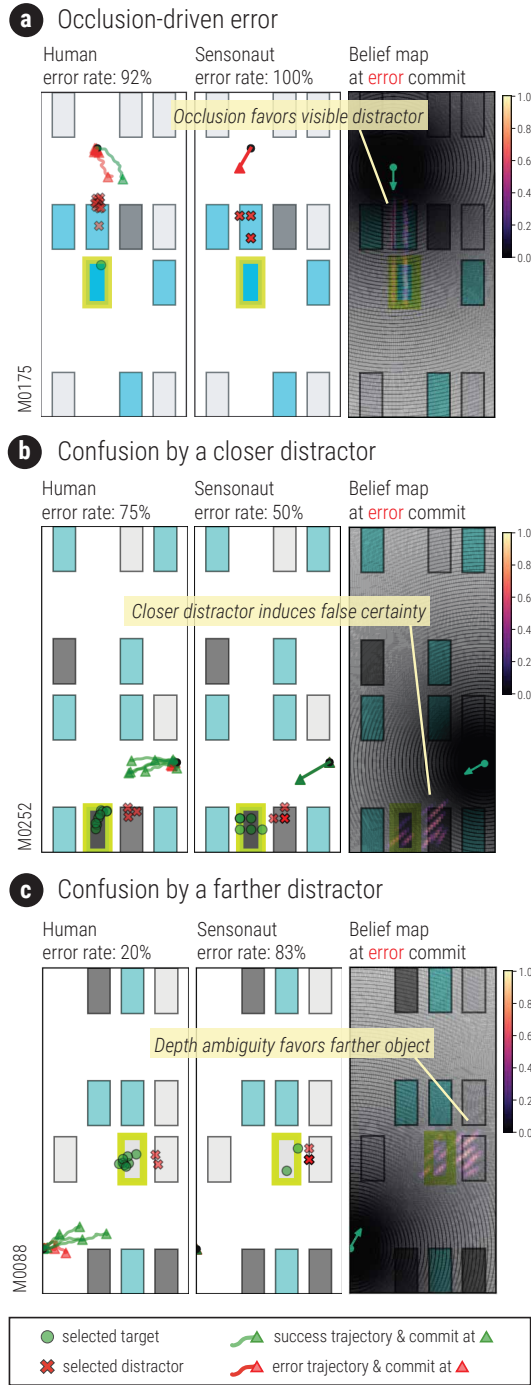 a Occlusion-driven error
Human
error rate: 92%
Sensonaut
error rate: 100%
Belief map
at error commit
Occlusion favors visible distractor
1.0
0.8
0.6
0.4
0.2
0.0
M0175
b Confusion by a closer distractor
Human
error rate: 75%
Sensonaut
error rate: 50%
Belief map
at error commit
Closer distractor induces false certainty
1.0
0.8
0.6
0.4
0.2
0.0
M0252
c Confusion by a farther distractor
Human
error rate: 20%
Sensonaut
error rate: 83%
Belief map
at error commit
Depth ambiguity favors farther object
1.0
0.8
0.6
0.4
0.2
0.0
M0088
selected target
success trajectory & commit at
selected distractor
error trajectory & commit at